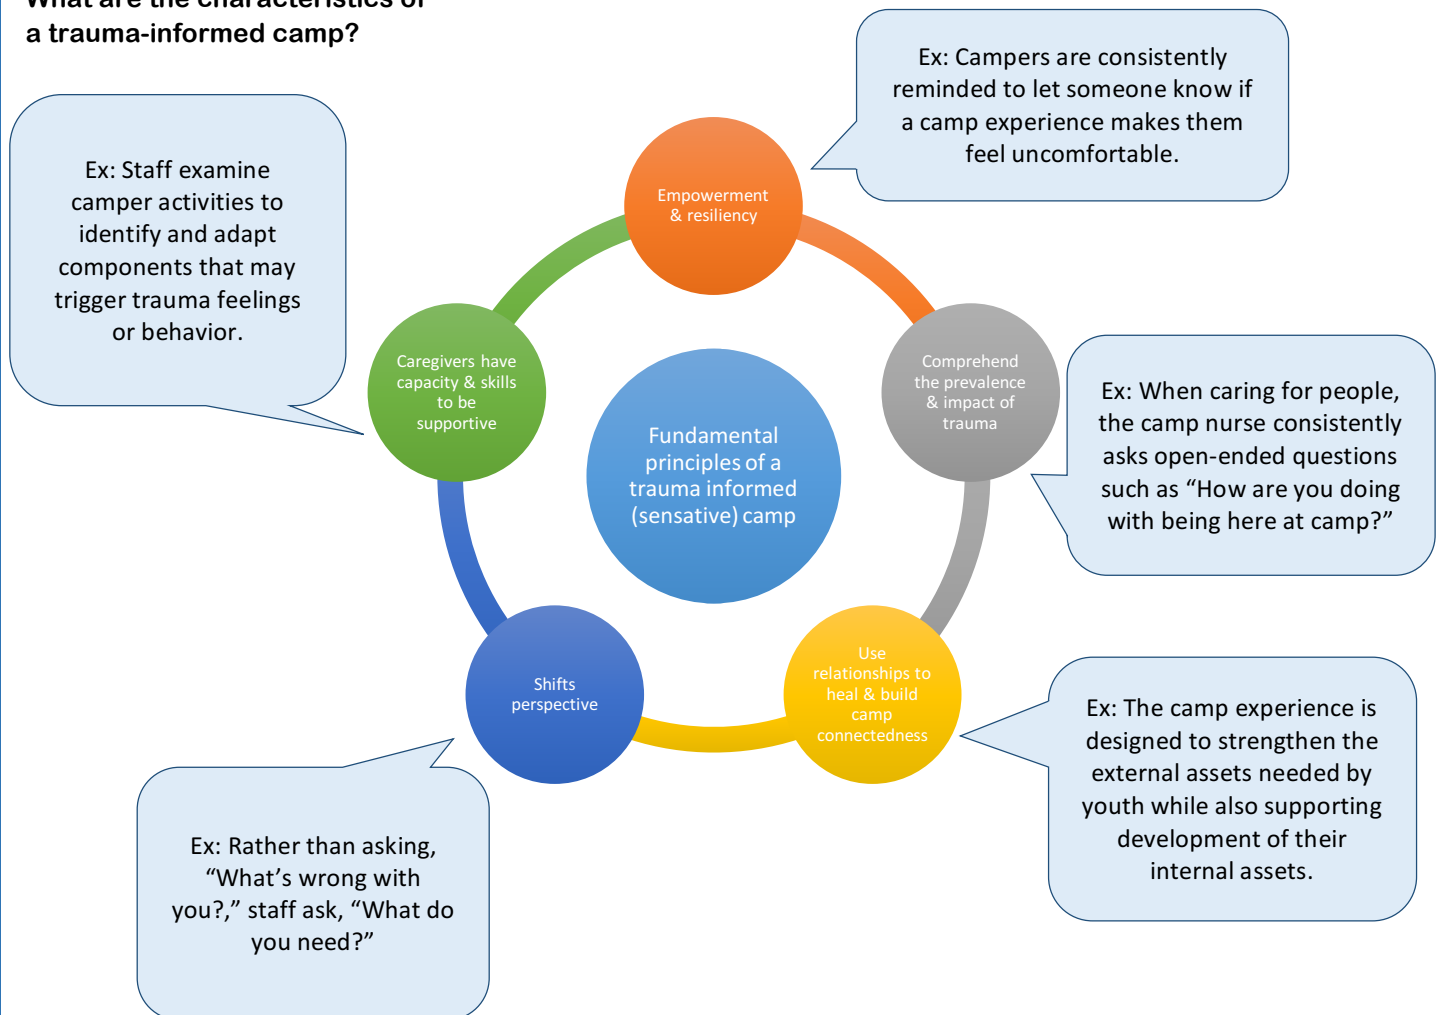 What are the characteristics of
a trauma-informed camp?
Ex: Campers are consistently
reminded to let someone know if
a camp experience makes them
feel uncomfortable.
Ex: Staff examine
camper activities to
identify and adapt
components that may
trigger trauma feelings
or behavior.
Empowerment
& resiliency
Caregivers have
capacity & skills
to be
supportive
Comprehend
the prevalence
& impact of
trauma
Ex: When caring for people,
the camp nurse consistently
asks open-ended questions
such as “How are you doing
with being here at camp?”
Fundamental
principles of a
trauma informed
(sensative) camp
Shifts
perspective
Use
relationships to
heal & build
camp
connectedness
Ex: The camp experience is
designed to strengthen the
external assets needed by
youth while also supporting
development of their
internal assets.
Ex: Rather than asking,
“What’s wrong with
you?,” staff ask, “What do
you need?”